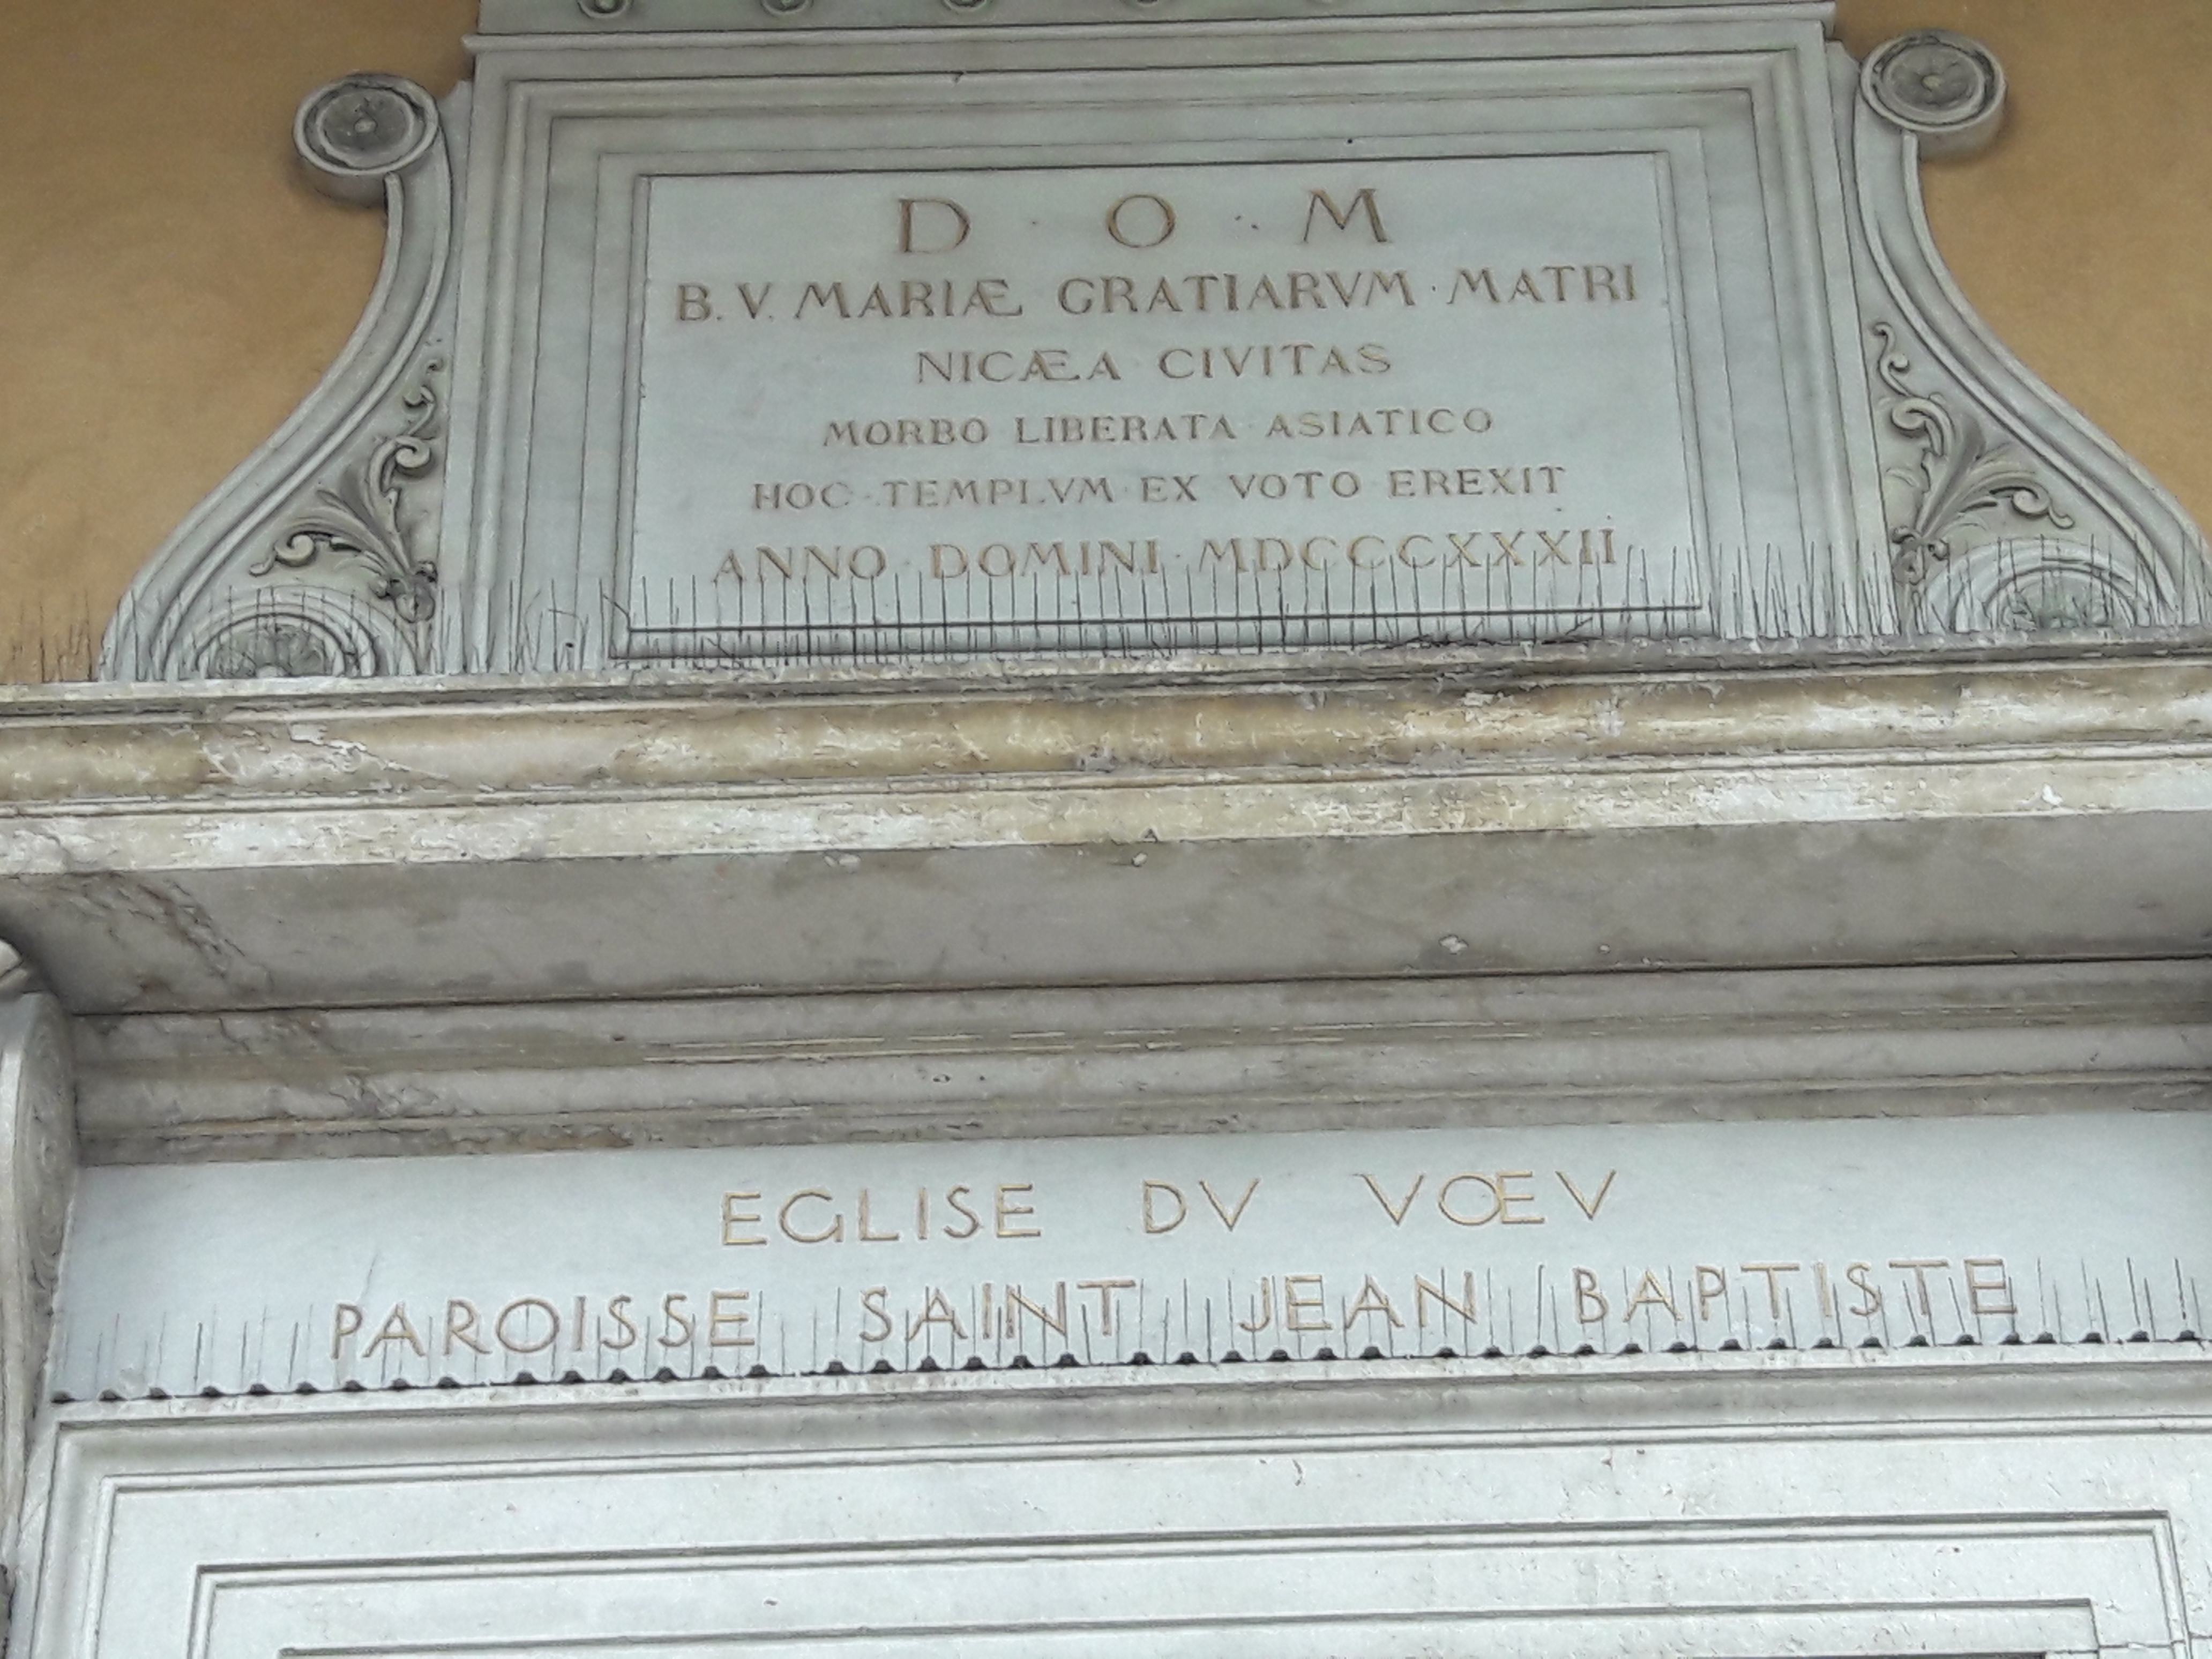 D · O · M
B. V. MARIÆ GRATIARVM · MATRI
NICÆA CIVITAS
MORBO LIBERATA ASIATICO
HOC TEMPLVM EX VOTO EREXIT
ANNO DOMINI MDCCCXXXII
EGLISE DV VŒV
PAROISSE SAINT JEAN BAPTISTE